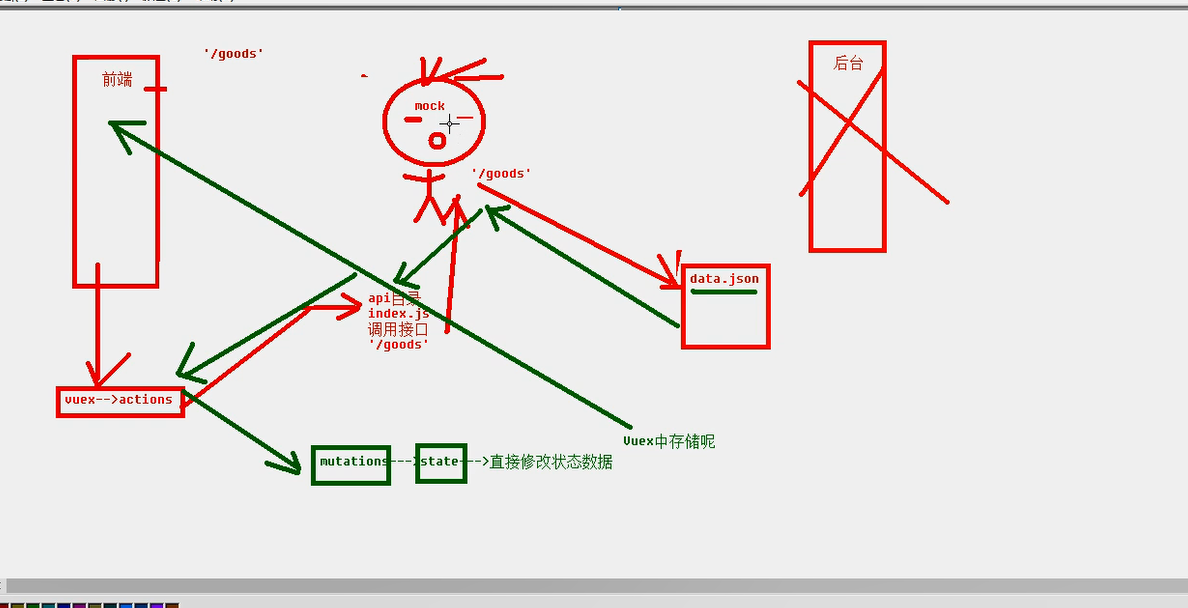 '/goods'
前端
后台
mock
'/goods'
data.json
api目录
index.js
调用接口
'/goods'
vuex-->actions
Vuex中存储呢
mutations--->state-->直接修改状态数据